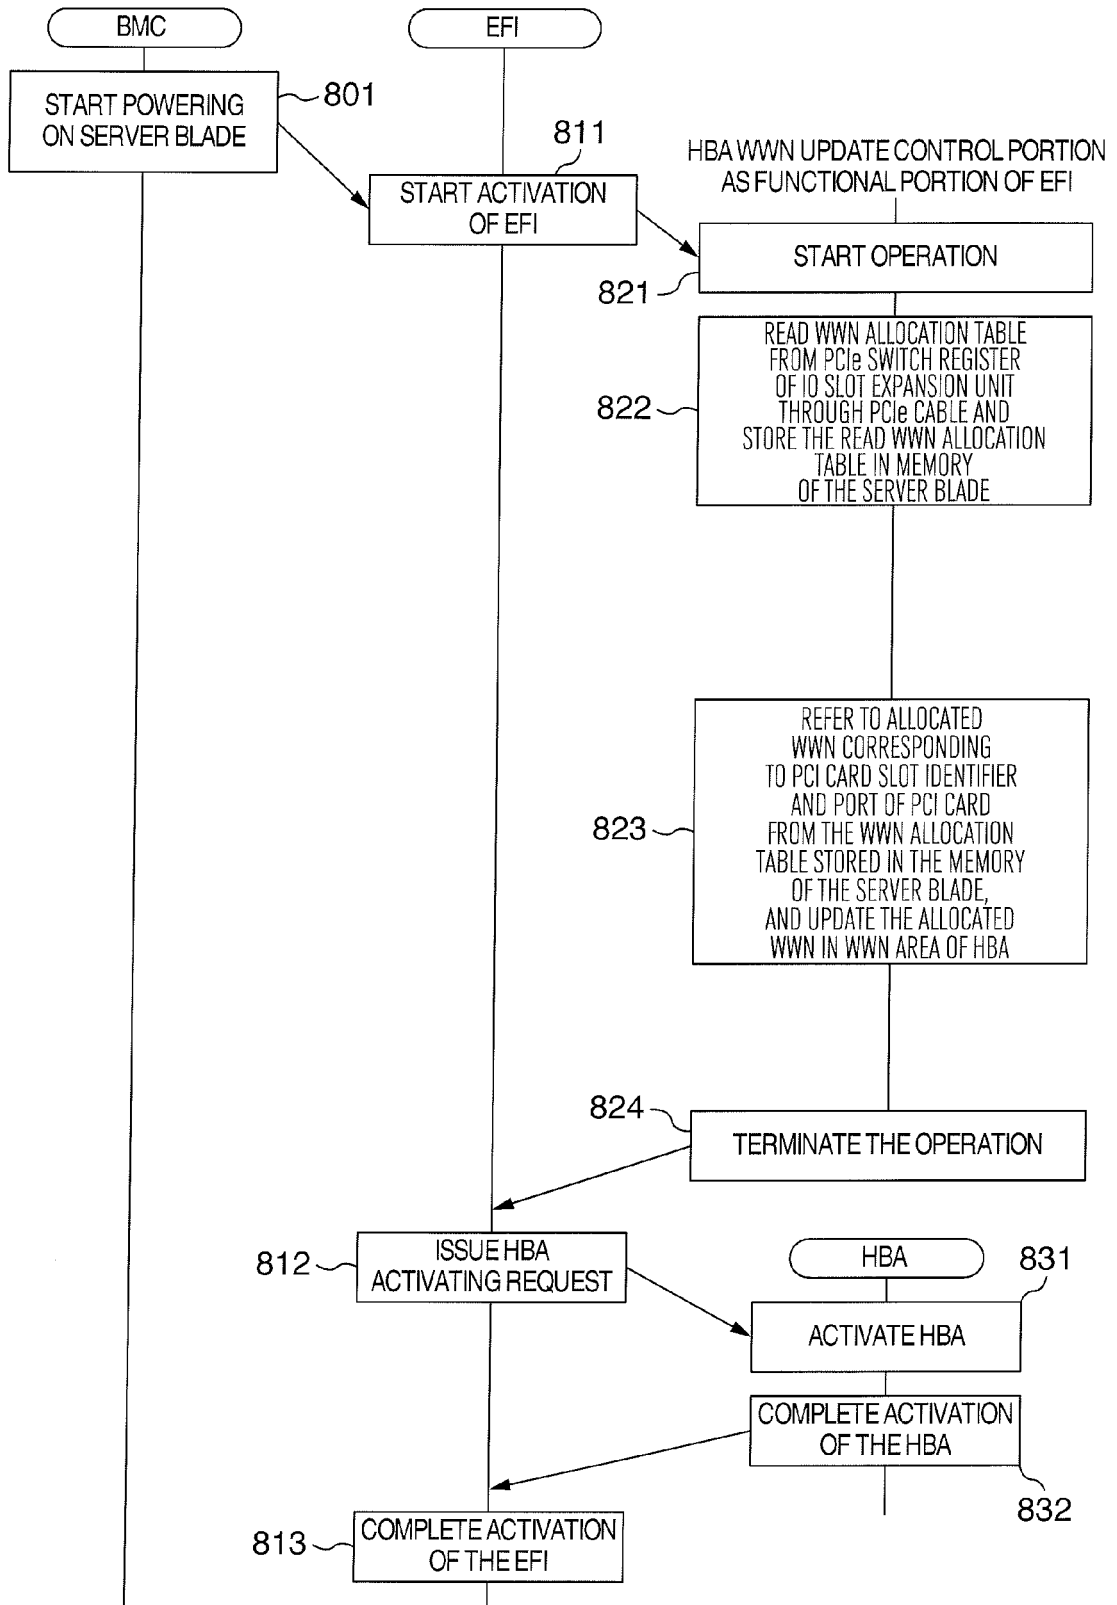 BMC
EFI
START POWERING
ON SERVER BLADE
801
811
HBA WWN UPDATE CONTROL PORTION
AS FUNCTIONAL PORTION OF EFI
START ACTIVATION
OF EFI
START OPERATION
821
READ WWN ALLOCATION TABLE
FROM PCIe SWITCH REGISTER
OF IO SLOT EXPANSION UNIT
THROUGH PCIe CABLE AND
STORE THE READ WWN ALLOCATION
TABLE IN MEMORY
OF THE SERVER BLADE
822
REFER TO ALLOCATED
WWN CORRESPONDING
TO PCI CARD SLOT IDENTIFIER
AND PORT OF PCI CARD
FROM THE WWN ALLOCATION
TABLE STORED IN THE MEMORY
OF THE SERVER BLADE,
AND UPDATE THE ALLOCATED
WWN IN WWN AREA OF HBA
823
824
TERMINATE THE OPERATION
812
ISSUE HBA
ACTIVATING REQUEST
HBA
831
ACTIVATE HBA
COMPLETE ACTIVATION
OF THE HBA
832
813
COMPLETE ACTIVATION
OF THE EFI